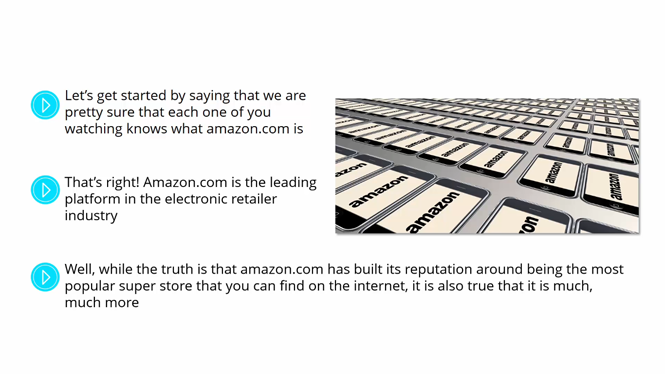 Let's get started by saying that we are
pretty sure that each one of you
watching knows what amazon.com is
That's right! Amazon.com is the leading
platform in the electronic retailer
industry
Well, while the truth is that amazon.com has built its reputation around being the most
popular super store that you can find on the internet, it is also true that it is much,
much more
amazon
amazon
amazon
amazon
amazon
amazon